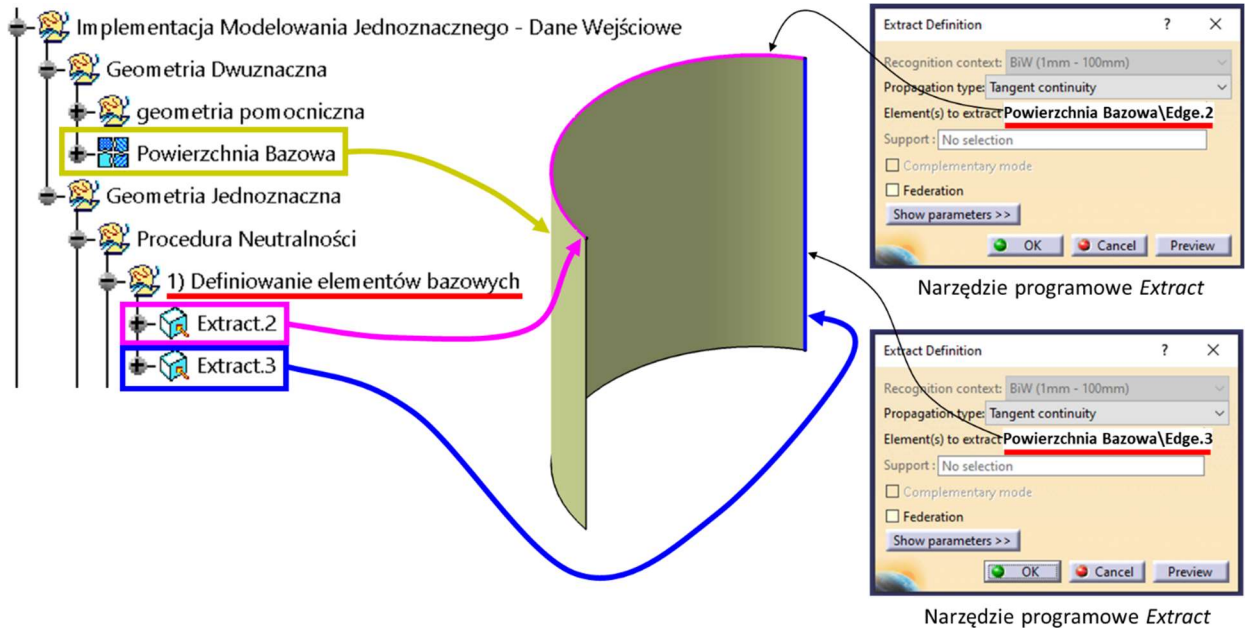 Implementacja Modelowania Jednoznacznego - Dane Wejściowe
Geometria Dwuznaczna
geometria pomocniczna
Powierzchnia Bazowa
Geometria Jednoznaczna
Procedura Neutralności
1) Definiowanie elementów bazowych
Extract.2
Extract.3
Extract Definition ? ×
Recognition context: BiW (1mm - 100mm)
Propagation type: Tangent continuity
Element(s) to extract Powierzchnia Bazowa\Edge.2
Support : No selection
Complementary mode
Federation
Show parameters >>
OK Cancel Preview
Narzędzie programowe Extract
Extract Definition ? ×
Recognition context: BiW (1mm - 100mm)
Propagation type: Tangent continuity
Element(s) to extract Powierzchnia Bazowa\Edge.3
Support : No selection
Complementary mode
Federation
Show parameters >>
OK Cancel Preview
Narzędzie programowe Extract